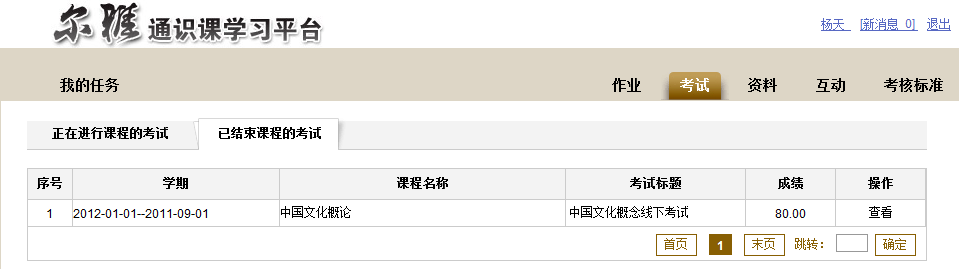 尔雅 通识课学习平台
杨天 [新消息 0] 退出
我的任务 作业 考试 资料 互动 考核标准
正在进行课程的考试 已结束课程的考试
序号 学期 课程名称 考试标题 成绩 操作
1 2012-01-01--2011-09-01 中国文化概论 中国文化概念线下考试 80.00 查看
首页 1 末页 跳转： 确定